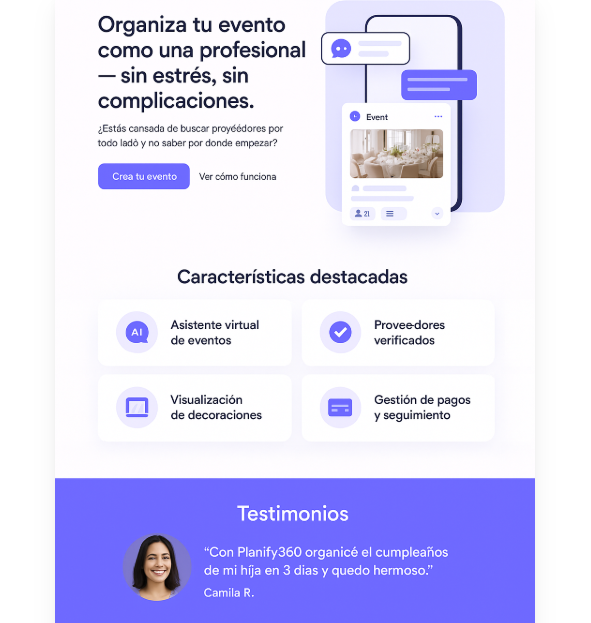 Organiza tu evento
como una profesional
— sin estrés, sin
complicaciones.
¿Estás cansada de buscar proyéédores por
todo ladò y no saber por donde empezar?
Crea tu evento
Ver cómo funciona
Event
21
Características destacadas
AI
Asistente virtual
de eventos
Provee-dores
verificados
Visualización
de decoraciones
Gestión de pagos
y seguimiento
Testimonios
“Con Planify360 organicé el cumpleaños
de mi híja en 3 dias y quedo hermoso.”
Camila R.